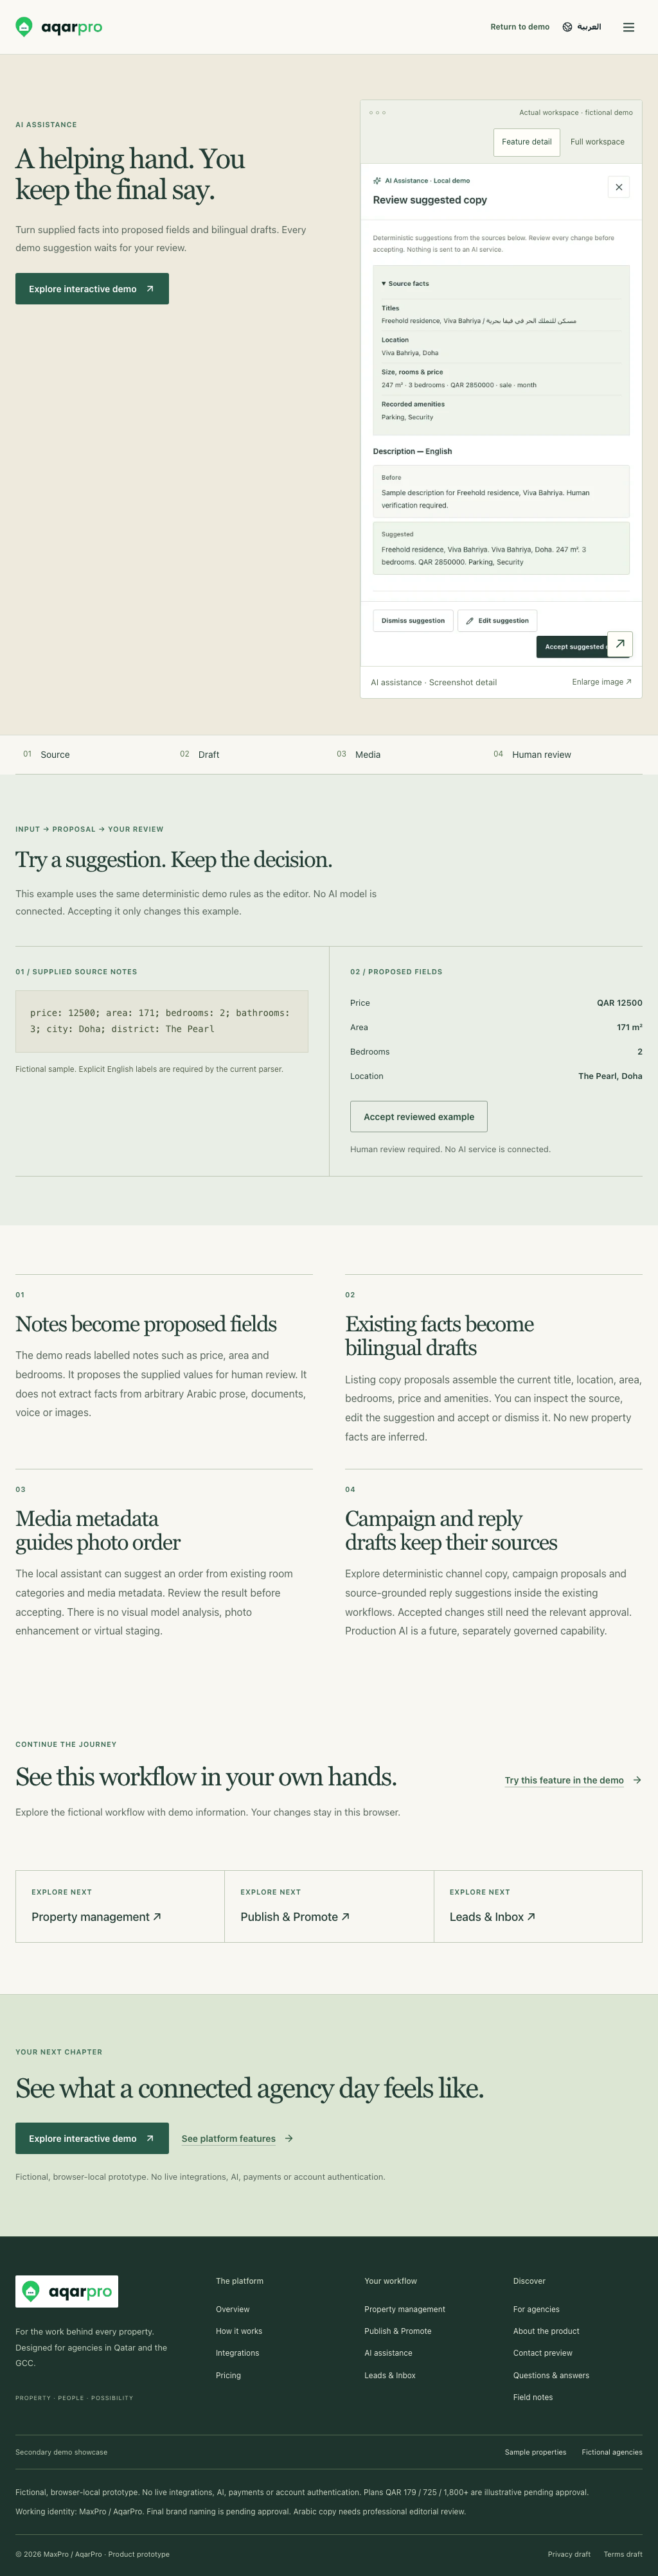 aqarpro
Return to demo
العربية
AI ASSISTANCE
A helping hand. You
keep the final say.
Turn supplied facts into proposed fields and bilingual drafts. Every
demo suggestion waits for your review.
Explore interactive demo ↗
Actual workspace · fictional demo
Feature detail
Full workspace
AI Assistance · Local demo
Review suggested copy
Deterministic suggestions from the sources below. Review every change before
accepting. Nothing is sent to an AI service.
▼ Source facts
Titles
Freehold residence, Viva Bahriya / مسكن للتملك الحر في فيفا بحرية
Location
Viva Bahriya, Doha
Size, rooms & price
247 m² · 3 bedrooms · QAR 2850000 · sale · month
Recorded amenities
Parking, Security
Description — English
Before
Sample description for Freehold residence, Viva Bahriya. Human
verification required.
Suggested
Freehold residence, Viva Bahriya. Viva Bahriya, Doha. 247 m². 3
bedrooms. QAR 2850000. Parking, Security
Dismiss suggestion
Edit suggestion
Accept suggested
AI assistance · Screenshot detail
Enlarge image ↗
01 Source
02 Draft
03 Media
04 Human review
INPUT → PROPOSAL → YOUR REVIEW
Try a suggestion. Keep the decision.
This example uses the same deterministic demo rules as the editor. No AI model is
connected. Accepting it only changes this example.
01 / SUPPLIED SOURCE NOTES
price: 12500; area: 171; bedrooms: 2; bathrooms:
3; city: Doha; district: The Pearl
Fictional sample. Explicit English labels are required by the current parser.
02 / PROPOSED FIELDS
Price QAR 12500
Area 171 m²
Bedrooms 2
Location The Pearl, Doha
Accept reviewed example
Human review required. No AI service is connected.
01
Notes become proposed fields
The demo reads labelled notes such as price, area and
bedrooms. It proposes the supplied values for human review. It
does not extract facts from arbitrary Arabic prose, documents,
voice or images.
02
Existing facts become
bilingual drafts
Listing copy proposals assemble the current title, location, area,
bedrooms, price and amenities. You can inspect the source,
edit the suggestion and accept or dismiss it. No new property
facts are inferred.
03
Media metadata
guides photo order
The local assistant can suggest an order from existing room
categories and media metadata. Review the result before
accepting. There is no visual model analysis, photo
enhancement or virtual staging.
04
Campaign and reply
drafts keep their sources
Explore deterministic channel copy, campaign proposals and
source-grounded reply suggestions inside the existing
workflows. Accepted changes still need the relevant approval.
Production AI is a future, separately governed capability.
CONTINUE THE JOURNEY
See this workflow in your own hands.
Explore the fictional workflow with demo information. Your changes stay in this browser.
Try this feature in the demo →
EXPLORE NEXT
Property management ↗
EXPLORE NEXT
Publish & Promote ↗
EXPLORE NEXT
Leads & Inbox ↗
YOUR NEXT CHAPTER
See what a connected agency day feels like.
Explore interactive demo ↗
See platform features →
Fictional, browser-local prototype. No live integrations, AI, payments or account authentication.
aqarpro
For the work behind every property.
Designed for agencies in Qatar and the
GCC.
PROPERTY · PEOPLE · POSSIBILITY
The platform
Overview
How it works
Integrations
Pricing
Your workflow
Property management
Publish & Promote
AI assistance
Leads & Inbox
Discover
For agencies
About the product
Contact preview
Questions & answers
Field notes
Secondary demo showcase
Sample properties
Fictional agencies
Fictional, browser-local prototype. No live integrations, AI, payments or account authentication. Plans QAR 179 / 725 / 1,800+ are illustrative pending approval.
Working identity: MaxPro / AqarPro. Final brand naming is pending approval. Arabic copy needs professional editorial review.
© 2026 MaxPro / AqarPro · Product prototype
Privacy draft
Terms draft